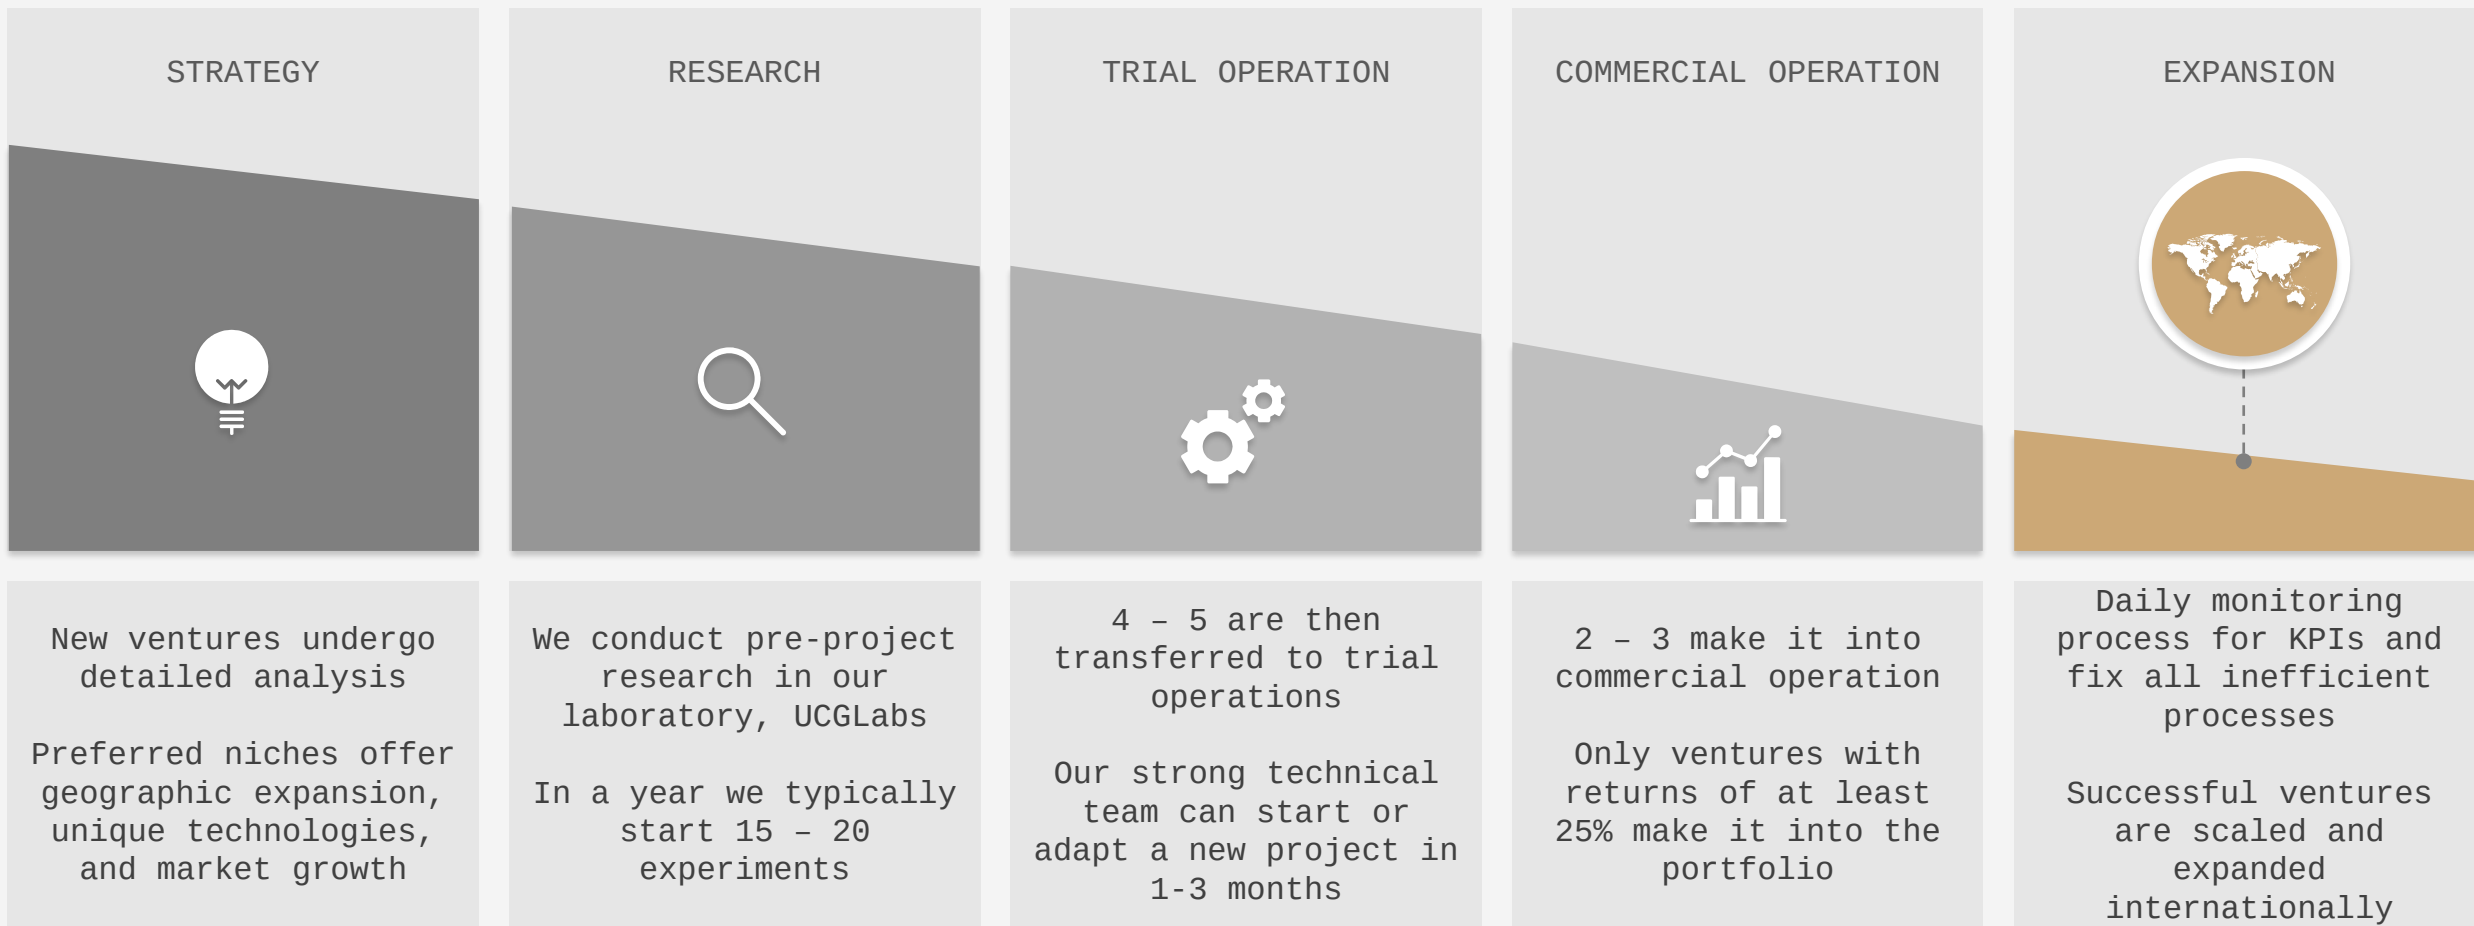 STRATEGY
RESEARCH
TRIAL OPERATION
COMMERCIAL OPERATION
EXPANSION
New ventures undergo
detailed analysis
Preferred niches offer
geographic expansion,
unique technologies,
and market growth
We conduct pre-project
research in our
laboratory, UCGLabs
In a year we typically
start 15 – 20
experiments
4 – 5 are then
transferred to trial
operations
Our strong technical
team can start or
adapt a new project in
1-3 months
2 – 3 make it into
commercial operation
Only ventures with
returns of at least
25% make it into the
portfolio
Daily monitoring
process for KPIs and
fix all inefficient
processes
Successful ventures
are scaled and
expanded
internationally